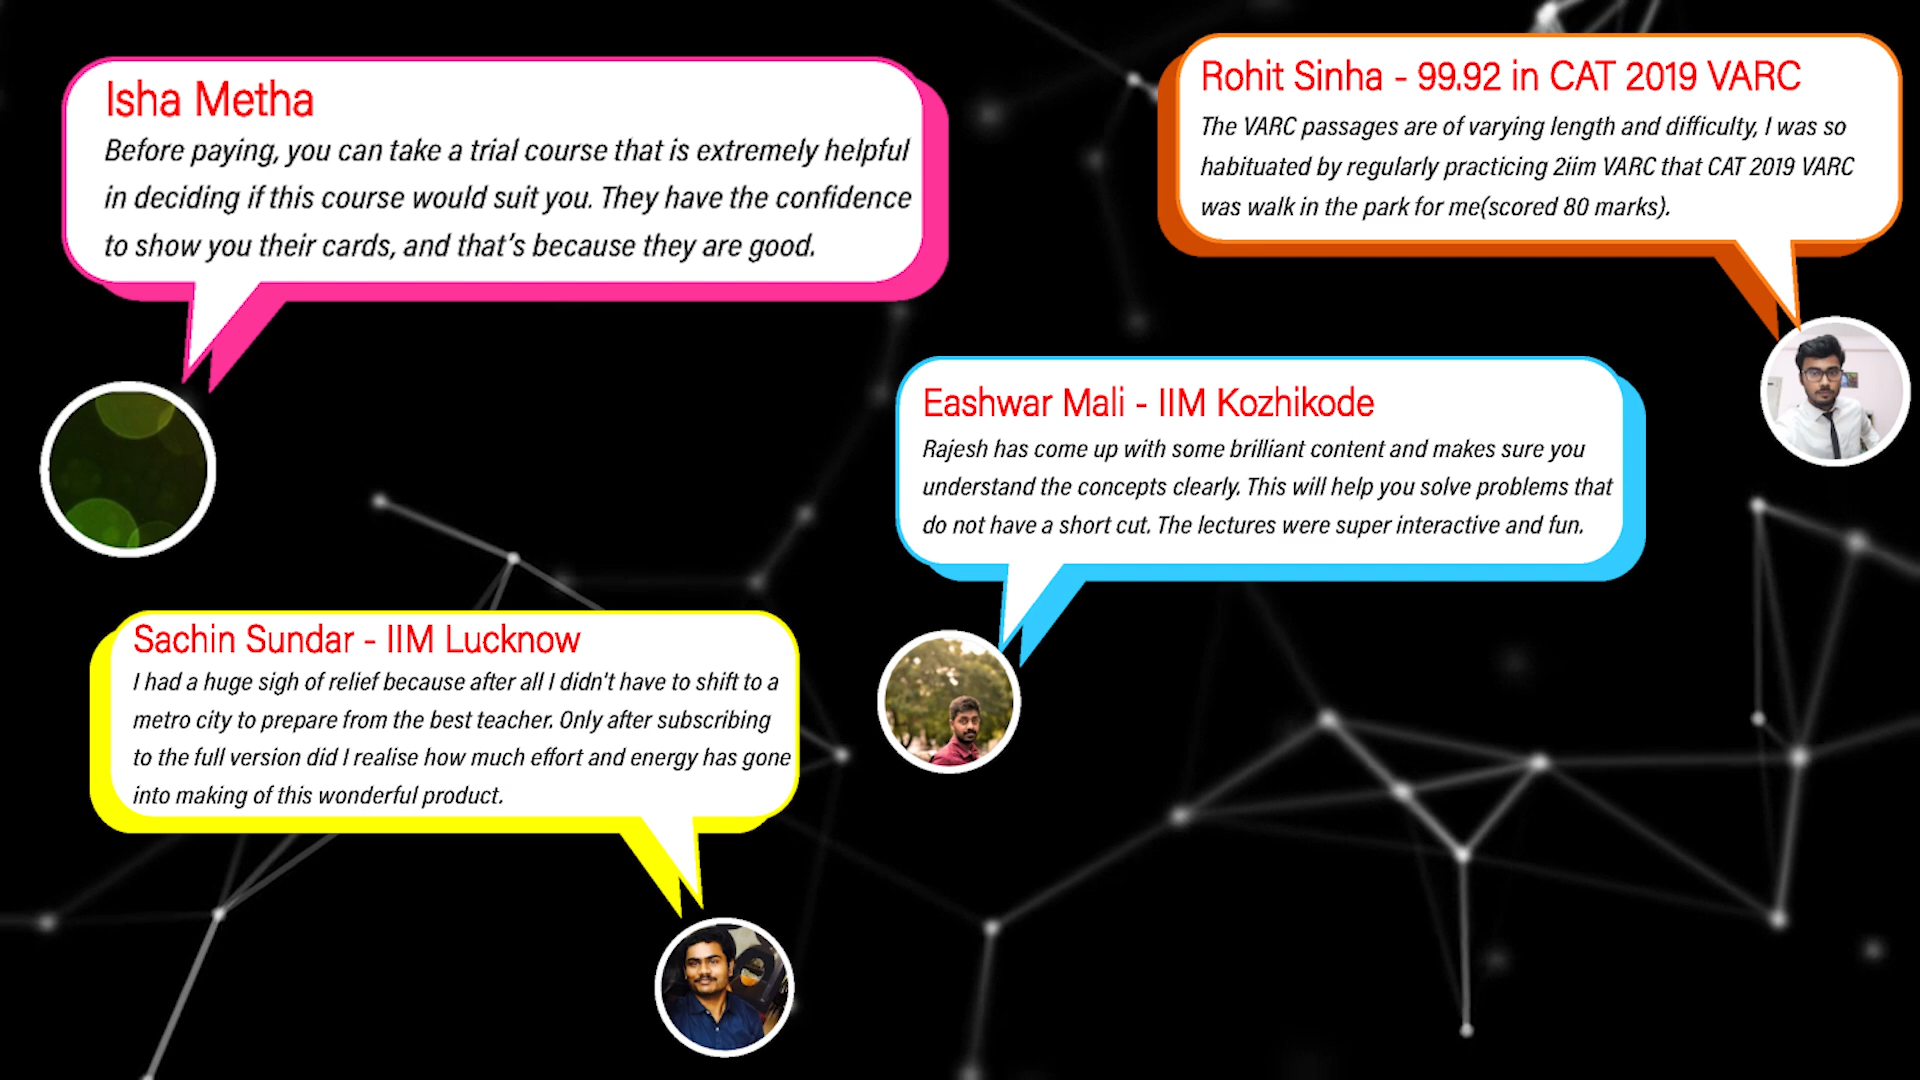 Isha Metha
Before paying, you can take a trial course that is extremely helpful
in deciding if this course would suit you. They have the confidence
to show you their cards, and that's because they are good.
Rohit Sinha - 99.92 in CAT 2019 VARC
The VARC passages are of varying length and difficulty, I was so
habituated by regularly practicing 2iim VARC that CAT 2019 VARC
was walk in the park for me(scored 80 marks).
Eashwar Mali - IIM Kozhikode
Rajesh has come up with some brilliant content and makes sure you
understand the concepts clearly. This will help you solve problems that
do not have a short cut. The lectures were super interactive and fun.
Sachin Sundar - IIM Lucknow
I had a huge sigh of relief because after all I didn't have to shift to a
metro city to prepare from the best teacher. Only after subscribing
to the full version did I realise how much effort and energy has gone
into making of this wonderful product.